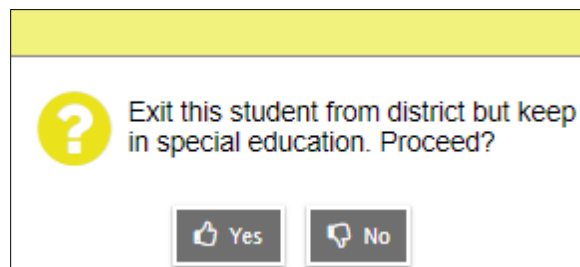 Exit this student from district but keep
in special education. Proceed?
Yes
No